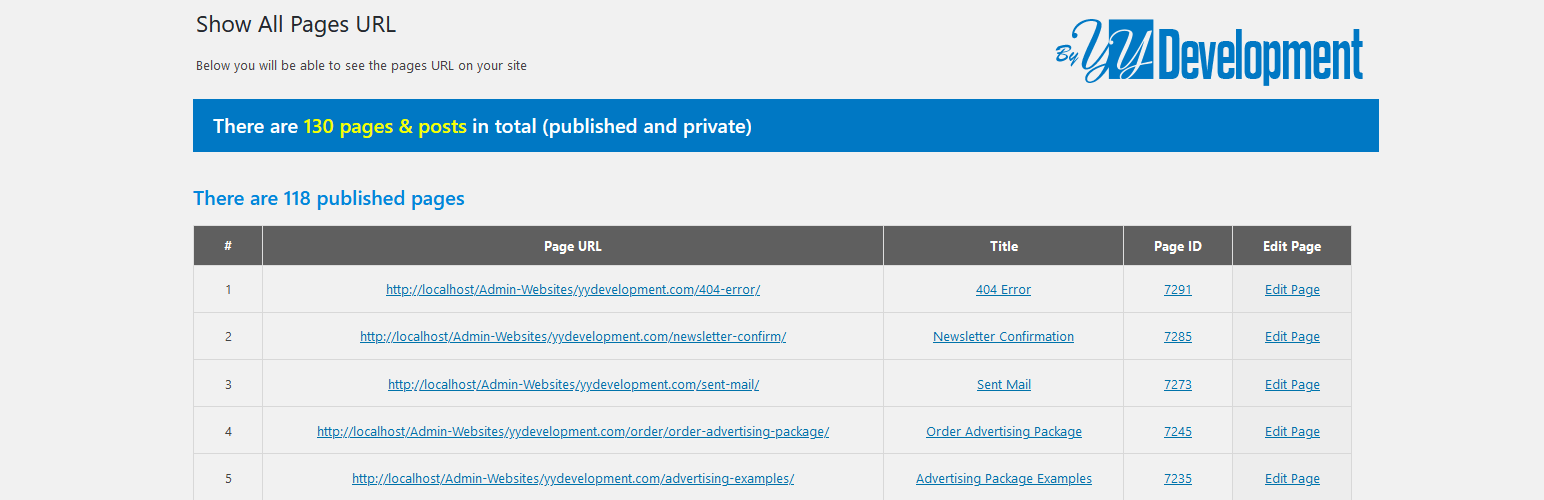 Show All Pages URL
By YY Development
Below you will be able to see the pages URL on your site
There are 130 pages & posts in total (published and private)
There are 118 published pages
# Page URL Title Page ID Edit Page
1 http://localhost/Admin-Websites/yydevelopment.com/404-error/ 404 Error 7291 Edit Page
2 http://localhost/Admin-Websites/yydevelopment.com/newsletter-confirm/ Newsletter Confirmation 7285 Edit Page
3 http://localhost/Admin-Websites/yydevelopment.com/sent-mail/ Sent Mail 7273 Edit Page
4 http://localhost/Admin-Websites/yydevelopment.com/order/order-advertising-package/ Order Advertising Package 7245 Edit Page
5 http://localhost/Admin-Websites/yydevelopment.com/advertising-examples/ Advertising Package Examples 7235 Edit Page